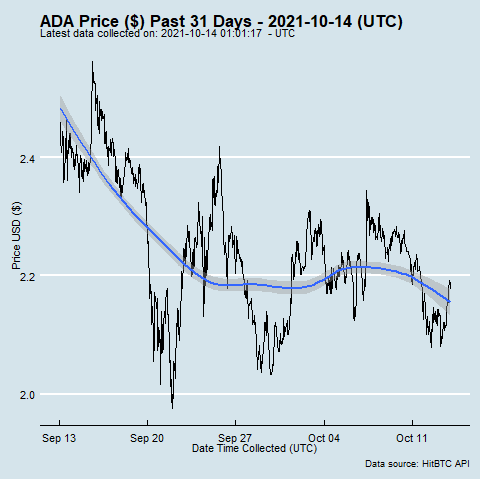 ADA Price ($) Past 31 Days - 2021-10-14 (UTC)
Latest data collected on: 2021-10-14 01:01:17 - UTC
Price USD ($)
2.4
2.2
2.0
Sep 13
Sep 20
Sep 27
Oct 04
Oct 11
Date Time Collected (UTC)
Data source: HitBTC API